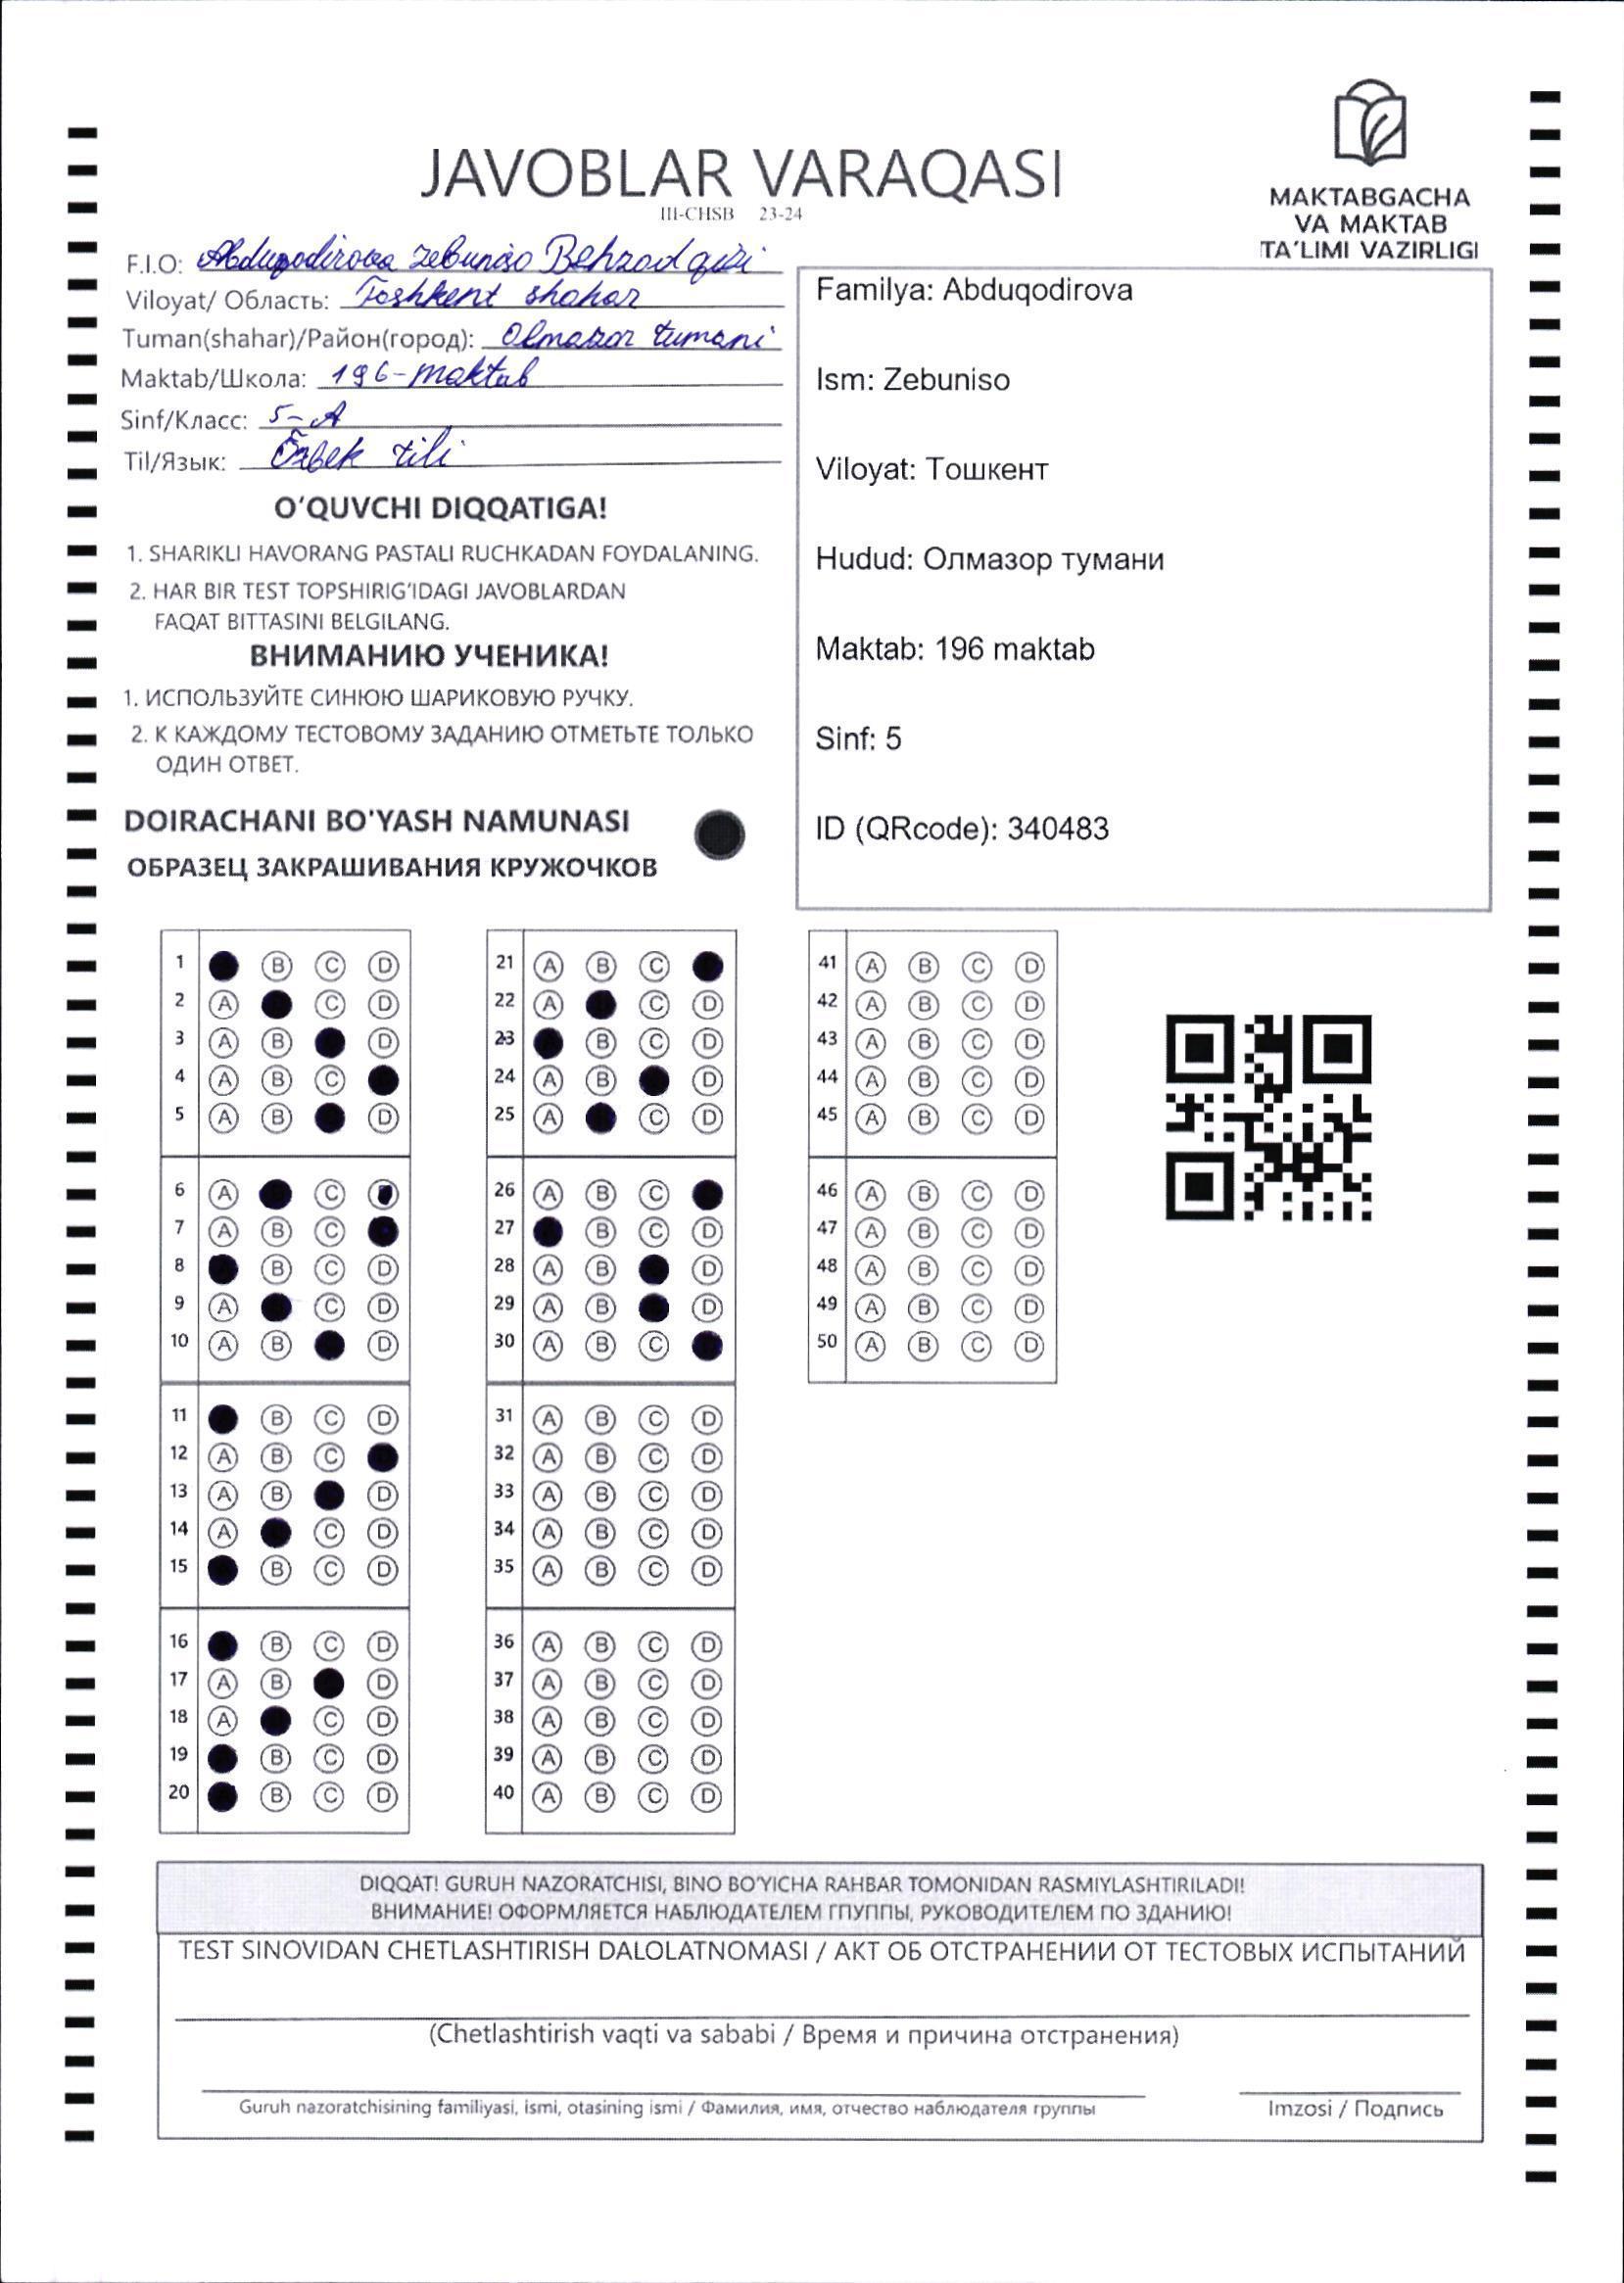 JAVOBLAR VARAQASI
III-CHSB 23-24
MAKTABGACHA
VA MAKTAB
TA'LIMI VAZIRLIGI
F.I.O: Abduqodirova Zebuniso Behzod qizi
Viloyat/ Область: Toshkent shahar
Tuman(shahar)/Район(город): Olmazor tumani
Maktab/Школа: 196-maktab
Sinf/Класс: 5-A
Til/Язык: Özbek tili
O'QUVCHI DIQQATIGA!
1. SHARIKLI HAVORANG PASTALI RUCHKADAN FOYDALANING.
2. HAR BIR TEST TOPSHIRIG'IDAGI JAVOBLARDAN
FAQAT BITTASINI BELGILANG.
ВНИМАНИЮ УЧЕНИКА!
1. ИСПОЛЬЗУЙТЕ СИНЮЮ ШАРИКОВУЮ РУЧКУ.
2. К КАЖДОМУ ТЕСТОВОМУ ЗАДАНИЮ ОТМЕТЬТЕ ТОЛЬКО
ОДИН ОТВЕТ.
DOIRACHANI BO'YASH NAMUNASI
ОБРАЗЕЦ ЗАКРАШИВАНИЯ КРУЖОЧКОВ
Familya: Abduqodirova
Ism: Zebuniso
Viloyat: Тошкент
Hudud: Олмазор тумани
Maktab: 196 maktab
Sinf: 5
ID (QRcode): 340483
1 B C D
2 A C D
3 A B D
4 A B C
5 A B D
6 A C
7 A B C
8 B C D
9 A C D
10 A B D
11 B C D
12 A B C
13 A B D
14 A C D
15 B C D
16 B C D
17 A B D
18 A C D
19 B C D
20 B C D
21 A B C
22 A C D
23 B C D
24 A B D
25 A C D
26 A B C
27 B C D
28 A B D
29 A B D
30 A B C
31 A B C D
32 A B C D
33 A B C D
34 A B C D
35 A B C D
36 A B C D
37 A B C D
38 A B C D
39 A B C D
40 A B C D
41 A B C D
42 A B C D
43 A B C D
44 A B C D
45 A B C D
46 A B C D
47 A B C D
48 A B C D
49 A B C D
50 A B C D
DIQQAT! GURUH NAZORATCHISI, BINO BO'YICHA RAHBAR TOMONIDAN RASMIYLASHTIRILADI!
ВНИМАНИЕ! ОФОРМЛЯЕТСЯ НАБЛЮДАТЕЛЕМ ГПУППЫ, РУКОВОДИТЕЛЕМ ПО ЗДАНИЮ!
TEST SINOVIDAN CHETLASHTIRISH DALOLATNOMASI / АКТ ОБ ОТСТРАНЕНИИ ОТ ТЕСТОВЫХ ИСПЫТАНИЙ
(Chetlashtirish vaqti va sababi / Время и причина отстранения)
Guruh nazoratchisining familiyasi, ismi, otasining ismi / Фамилия, имя, отчество наблюдателя группы
Imzosi / Подпись